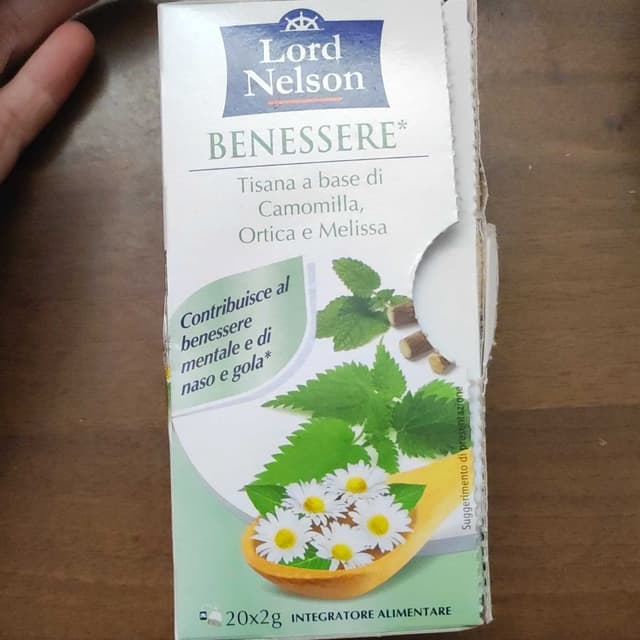 Lord
Nelson
BENESSERE*
Tisana a base di
Camomilla,
Ortica e Melissa
Contribuisce al
benessere
mentale e di
naso e gola*
Suggerimento di presentazione
20x2g INTEGRATORE ALIMENTARE